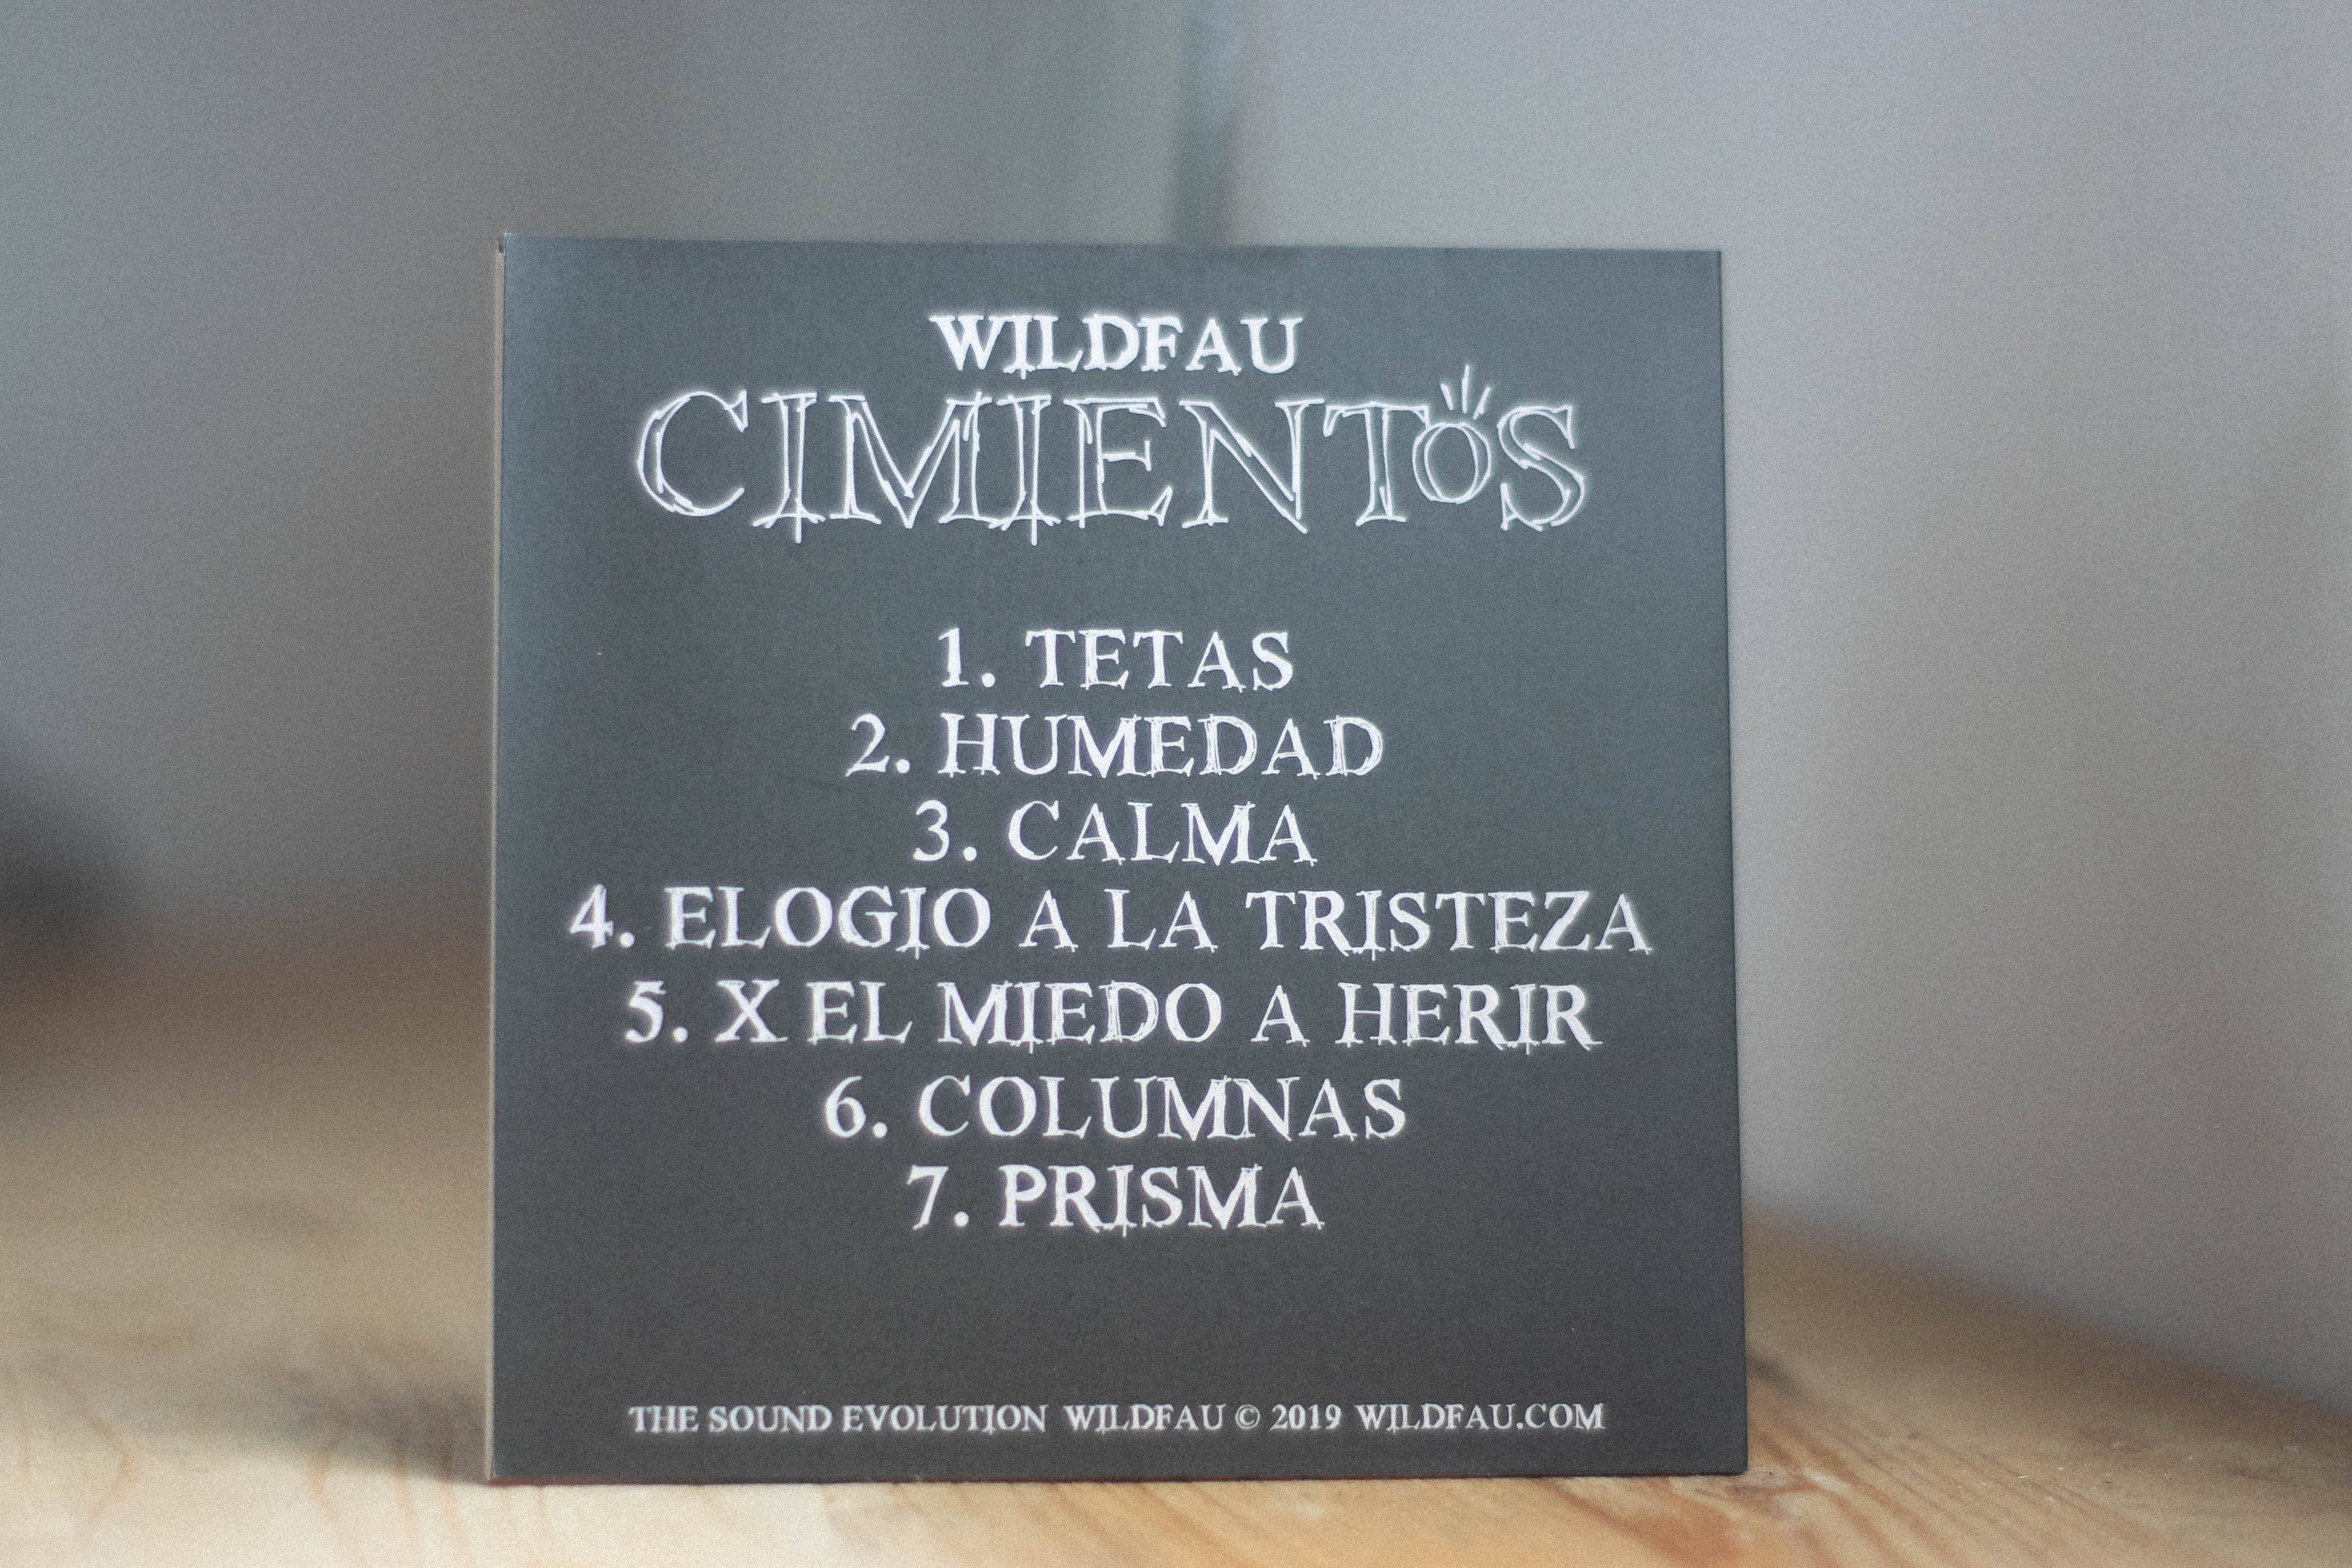 WILDFAU
CIMIENTOS
1. TETAS
2. HUMEDAD
3. CALMA
4. ELOGIO A LA TRISTEZA
5. X EL MIEDO A HERIR
6. COLUMNAS
7. PRISMA
THE SOUND EVOLUTION WILDFAU © 2019 WILDFAU.COM